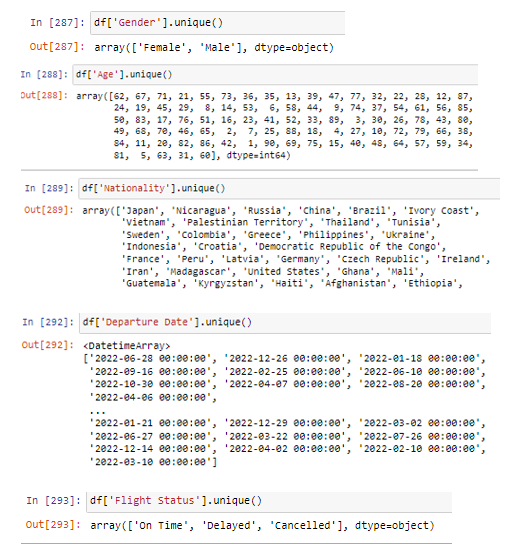 In [287]: df['Gender'].unique()
Out[287]: array(['Female', 'Male'], dtype=object)
In [288]: df['Age'].unique()
Out[288]: array([62, 67, 71, 21, 55, 73, 36, 35, 13, 39, 47, 77, 32, 22, 28, 12, 87,
24, 19, 45, 29, 8, 14, 53, 6, 58, 44, 9, 74, 37, 54, 61, 56, 85,
50, 83, 17, 76, 51, 16, 23, 41, 52, 33, 89, 3, 30, 26, 78, 43, 80,
49, 68, 70, 46, 65, 2, 7, 25, 88, 18, 4, 27, 10, 72, 79, 66, 38,
84, 11, 20, 82, 86, 42, 1, 90, 69, 75, 15, 40, 48, 64, 57, 59, 34,
81, 5, 63, 31, 60], dtype=int64)
In [289]: df['Nationality'].unique()
Out[289]: array(['Japan', 'Nicaragua', 'Russia', 'China', 'Brazil', 'Ivory Coast',
'Vietnam', 'Palestinian Territory', 'Thailand', 'Tunisia',
'Sweden', 'Colombia', 'Greece', 'Philippines', 'Ukraine',
'Indonesia', 'Croatia', 'Democratic Republic of the Congo',
'France', 'Peru', 'Latvia', 'Germany', 'Czech Republic', 'Ireland',
'Iran', 'Madagascar', 'United States', 'Ghana', 'Mali',
'Guatemala', 'Kyrgyzstan', 'Haiti', 'Afghanistan', 'Ethiopia',
In [292]: df['Departure Date'].unique()
Out[292]: <DatetimeArray>
['2022-06-28 00:00:00', '2022-12-26 00:00:00', '2022-01-18 00:00:00',
'2022-09-16 00:00:00', '2022-02-25 00:00:00', '2022-06-10 00:00:00',
'2022-10-30 00:00:00', '2022-04-07 00:00:00', '2022-08-20 00:00:00',
'2022-04-06 00:00:00',
...
'2022-01-21 00:00:00', '2022-12-29 00:00:00', '2022-03-02 00:00:00',
'2022-06-27 00:00:00', '2022-03-22 00:00:00', '2022-07-26 00:00:00',
'2022-12-14 00:00:00', '2022-04-02 00:00:00', '2022-02-10 00:00:00',
'2022-03-10 00:00:00']
In [293]: df['Flight Status'].unique()
Out[293]: array(['On Time', 'Delayed', 'Cancelled'], dtype=object)